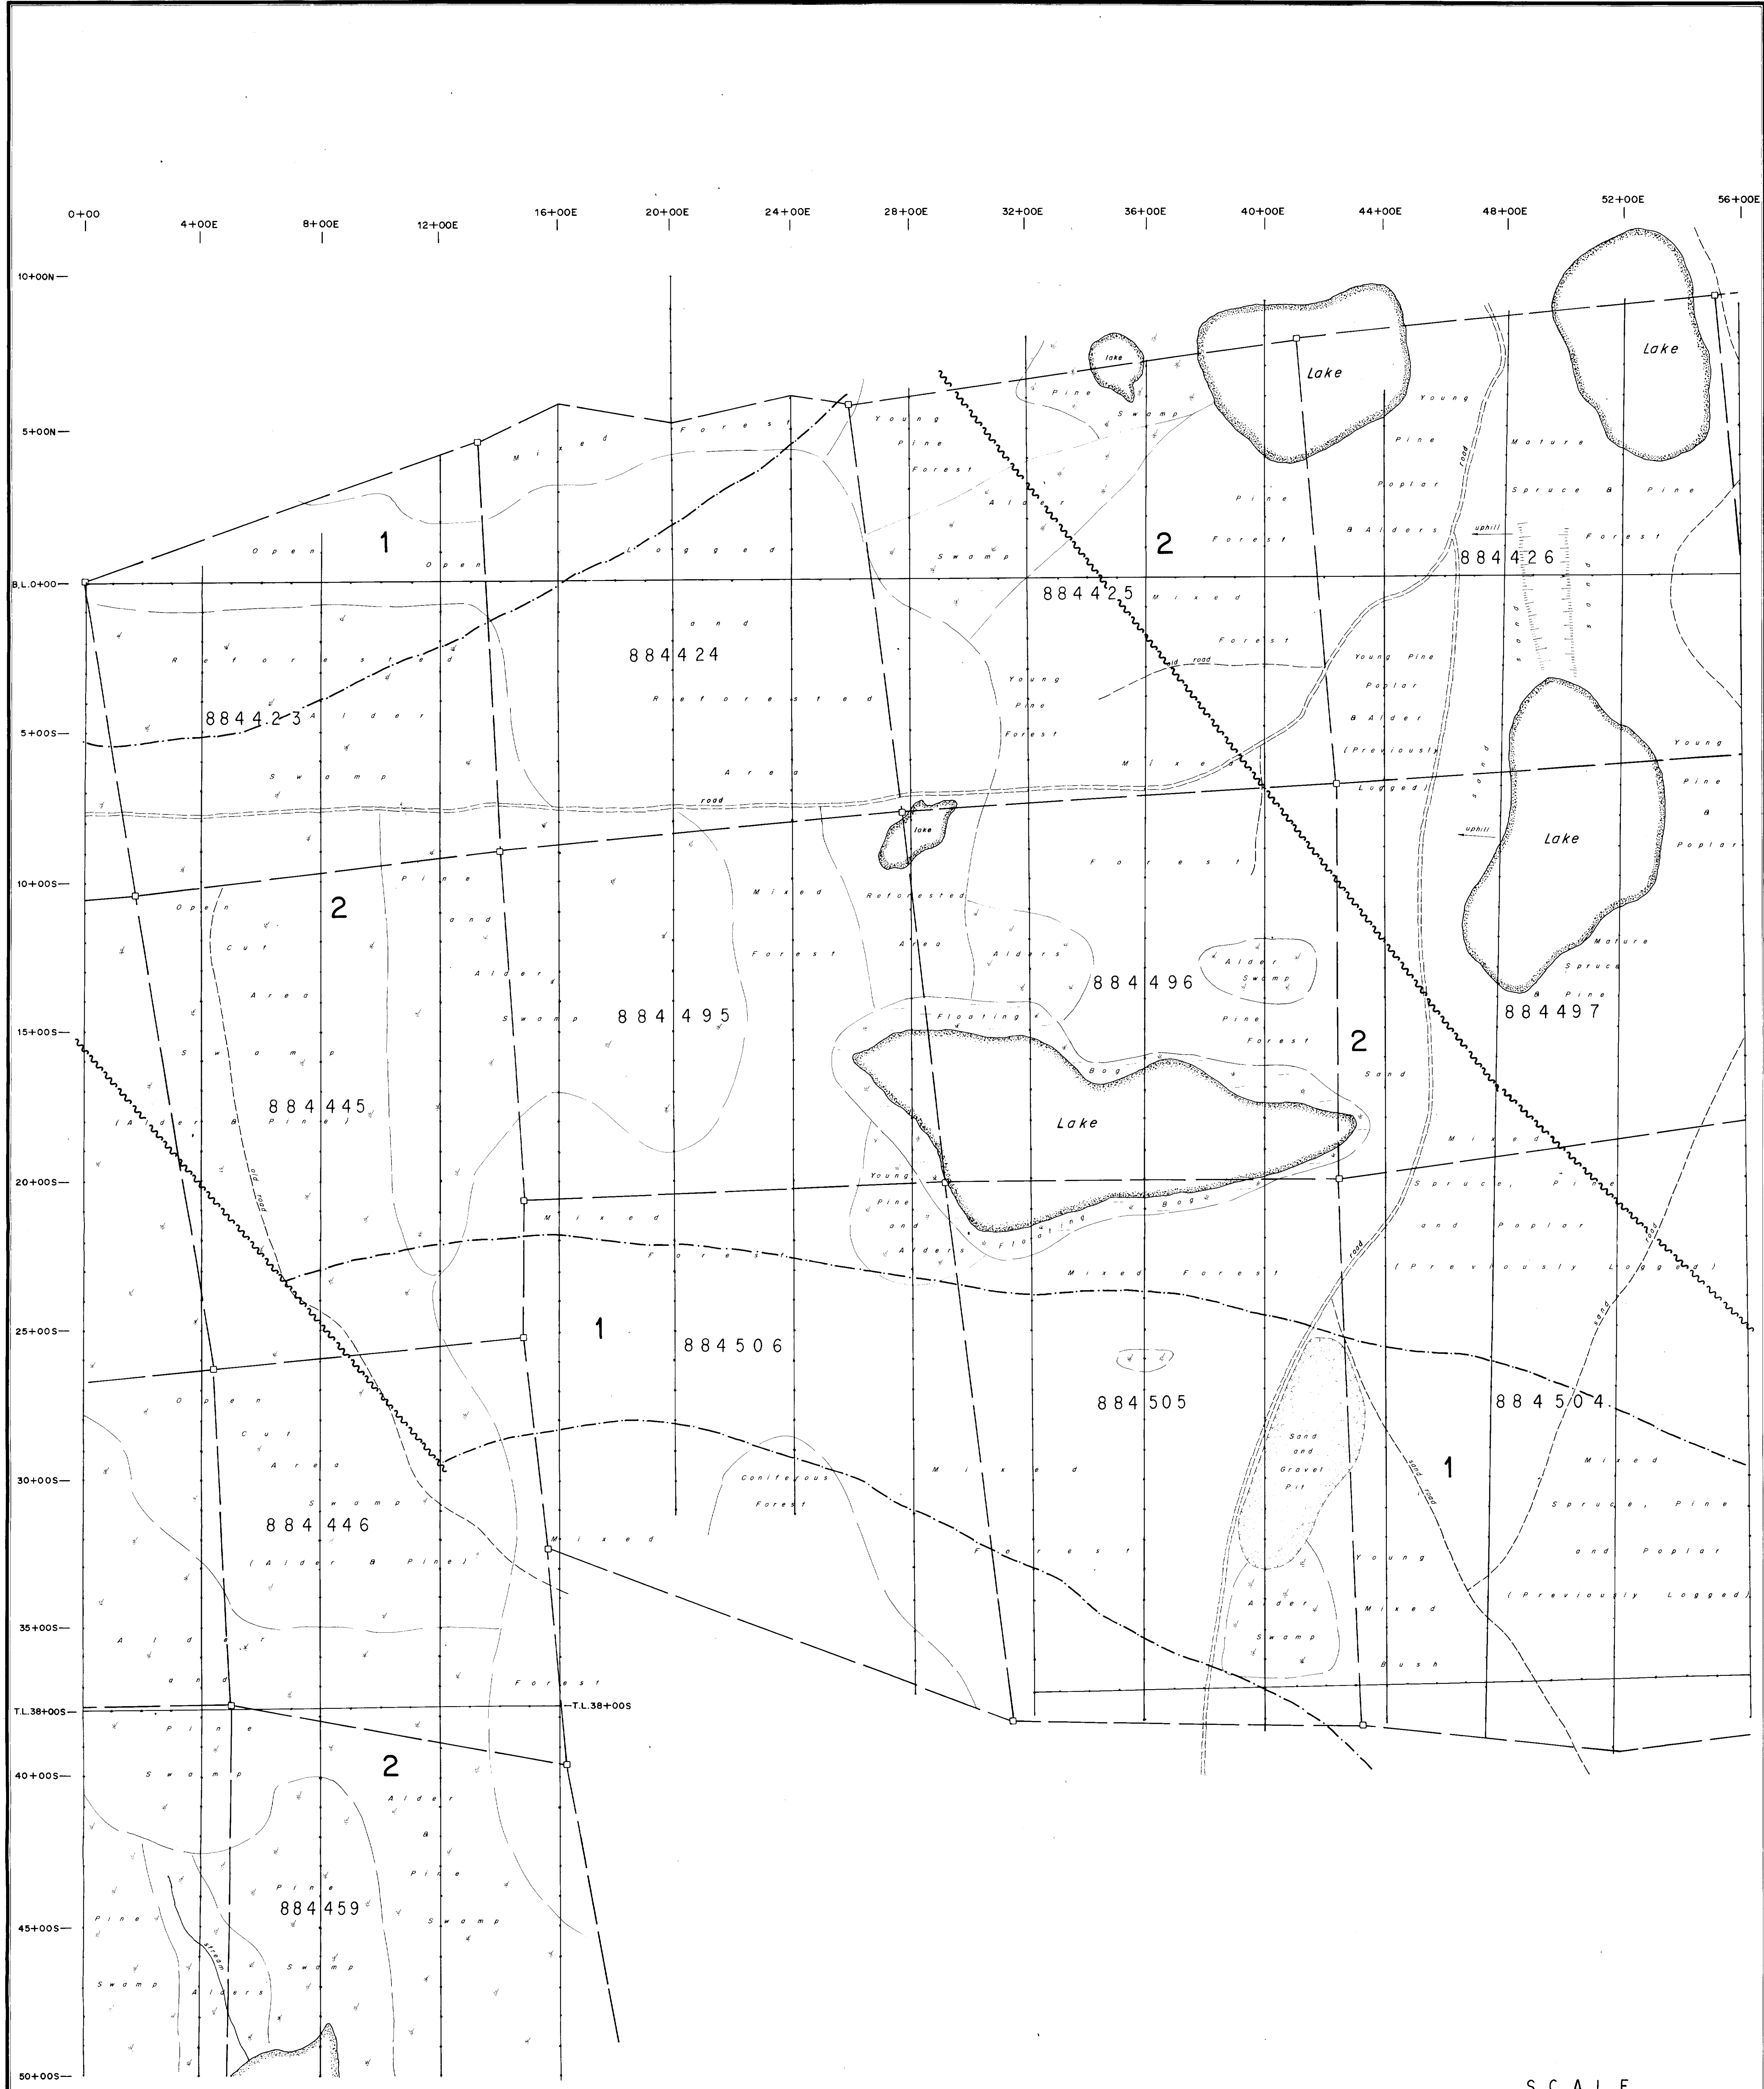 0+00
4+00E
8+00E
12+00E
16+00E
20+00E
24+00E
28+00E
32+00E
36+00E
40+00E
44+00E
48+00E
52+00E
56+00E
10+00N
5+00N
B.L.0+00
5+00S
10+00S
15+00S
20+00S
25+00S
30+00S
35+00S
T.L.38+00S
T.L.38+00S
40+00S
45+00S
50+00S
lake
Lake
Lake
Pine
Swamp
Young
Pine
Forest
Mixed Forest
Young
Pine
Poplar
& Alders
Mature
Spruce & Pine
Forest
road
uphill
Alder
Swamp
Pine
Forest
1
2
Open
Open
Logged
and
Reforested
Area
884425
884426
884424
8844.23
Mixed
Forest
old road
Reforested
Alder
Swamp
Young
Pine
Forest
Young Pine
Poplar
& Alder
(Previously
Logged)
Mixed
Forest
road
lake
uphill
Lake
Young
Pine
&
Poplar
2
Open
Cut
Area
Swamp
(Alder & Pine)
Pine
and
Alder
Swamp
Mixed
Forest
Reforested
Area
Alders
Alder
Swamp
884495
884496
884497
Mature
Spruce
& Pine
Floating
Bog
Pine
Forest
2
Sand
884445
old road
Lake
Young
Pine
and
Alders
Floating Bog
Mixed
Spruce, Pine
and Poplar
(Previously Logged)
Mixed
Forest
Mixed Forest
road
sand
road
1
884506
884505
884504
Open
Cut
Area
Swamp
884446
(Alder & Pine)
Coniferous
Forest
Mixed
Forest
Sand
and
Gravel
Pit
sand road
1
Mixed
Spruce, Pine
and Poplar
(Previously Logged)
Mixed
Forest
Young
Mixed
Bush
Alder
Swamp
Alder
and
Pine
Swamp
2
Alder
&
Pine
Swamp
Pine
884459
Swamp
Pine
Swamp
stream
Alders
SCALE